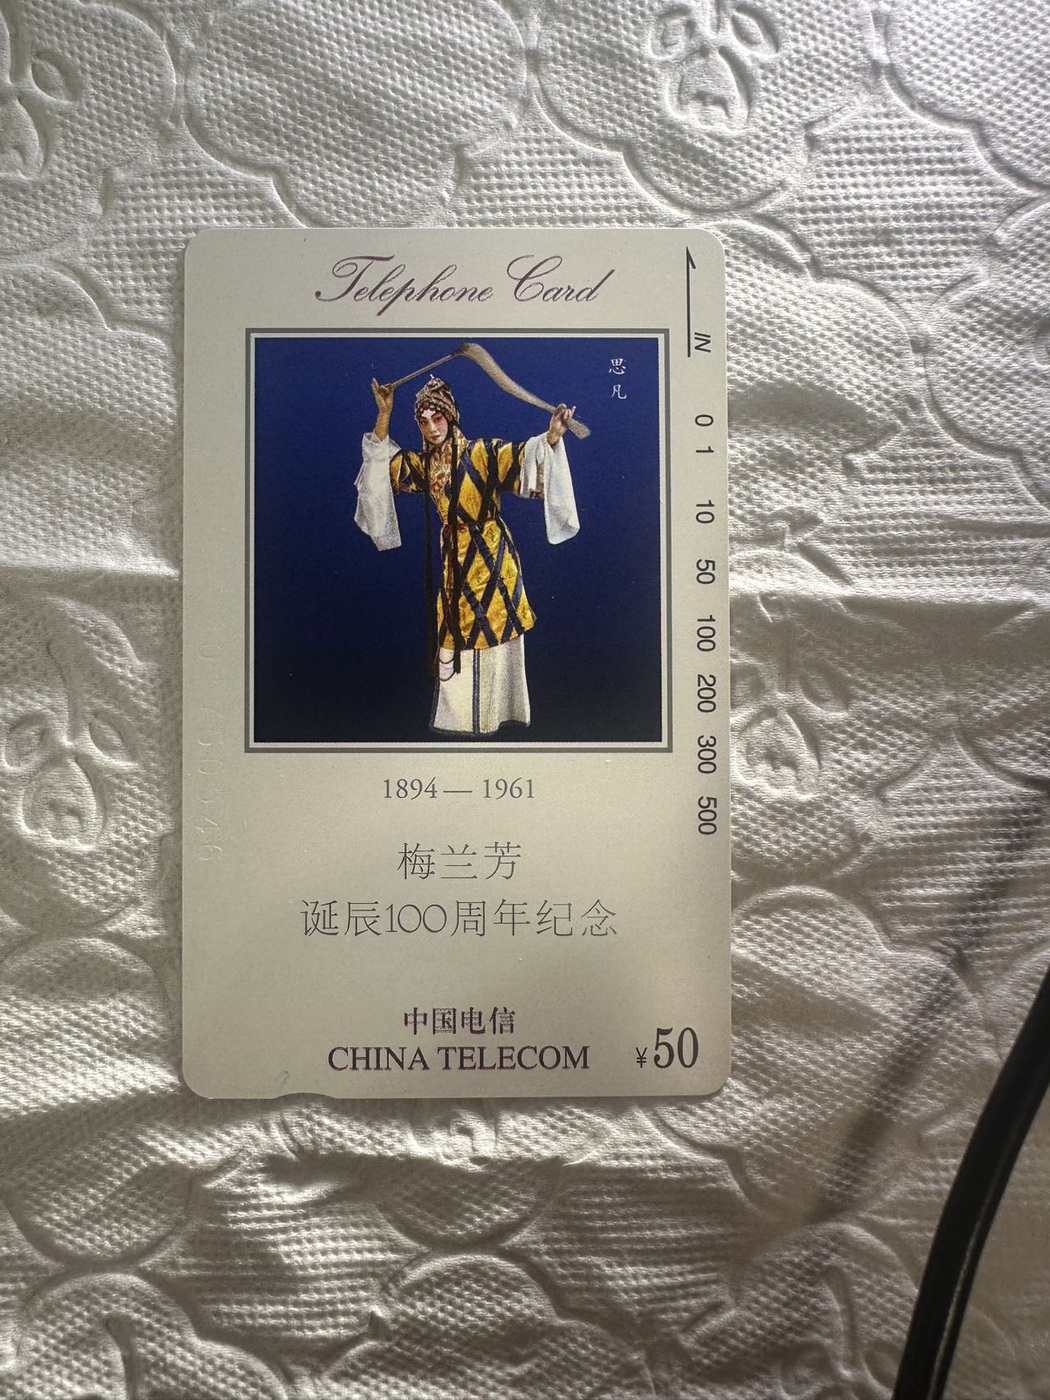 Telephone Card
思凡
IN
0 1 10 50 100 200 300 500
1894 — 1961
梅兰芳
诞辰100周年纪念
中国电信
CHINA TELECOM
¥50